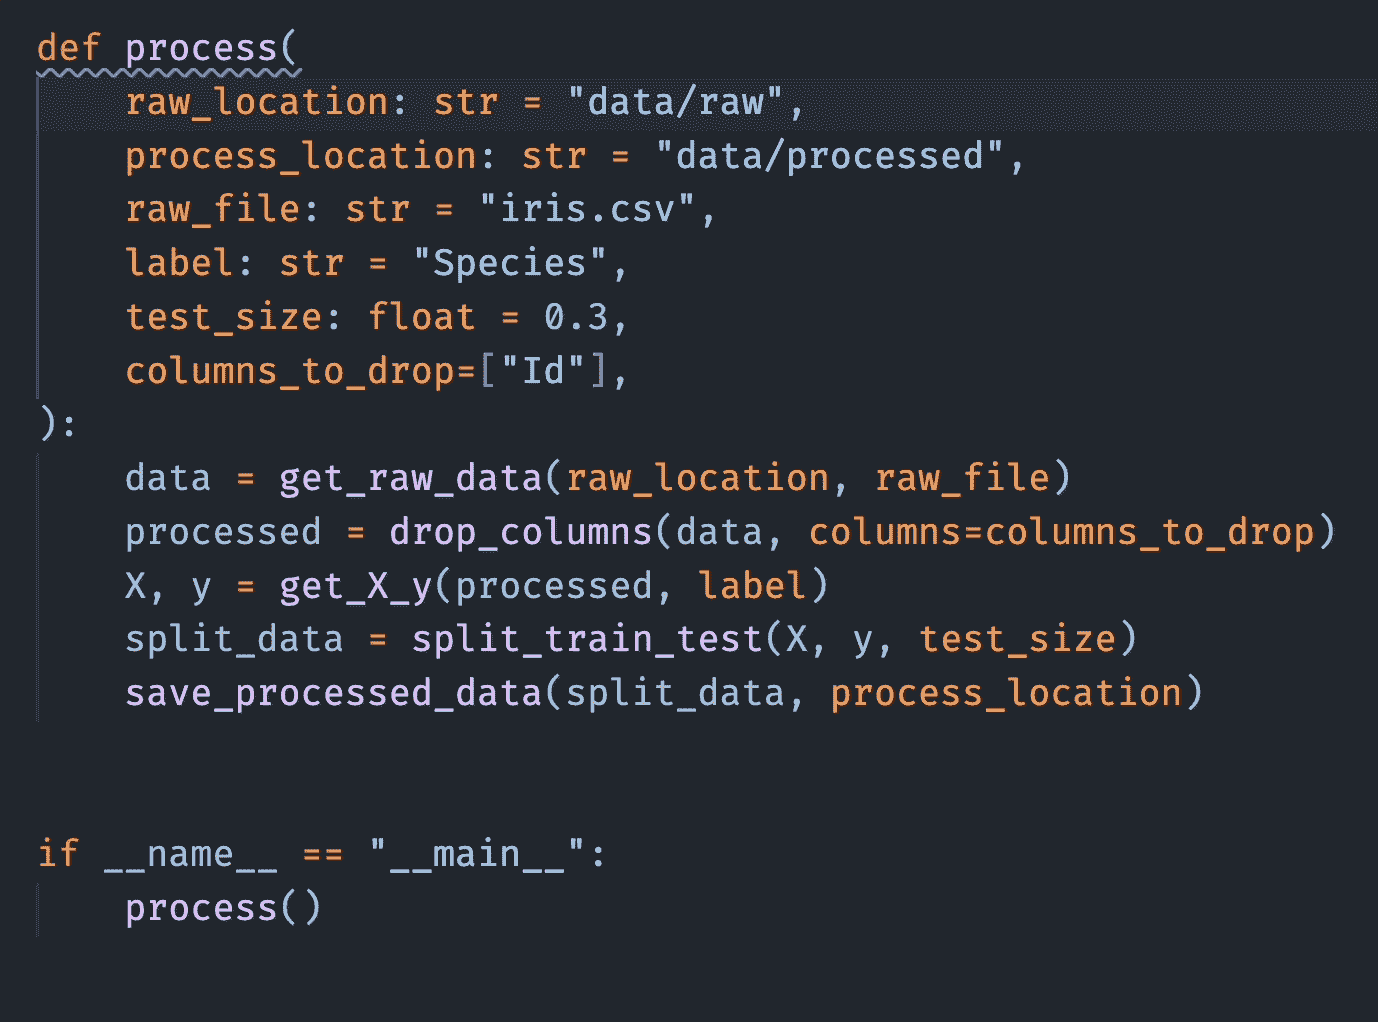 def process(
    raw_location: str = "data/raw",
    process_location: str = "data/processed",
    raw_file: str = "iris.csv",
    label: str = "Species",
    test_size: float = 0.3,
    columns_to_drop=["Id"],
):
    data = get_raw_data(raw_location, raw_file)
    processed = drop_columns(data, columns=columns_to_drop)
    X, y = get_X_y(processed, label)
    split_data = split_train_test(X, y, test_size)
    save_processed_data(split_data, process_location)
if __name__ == "__main__":
    process()